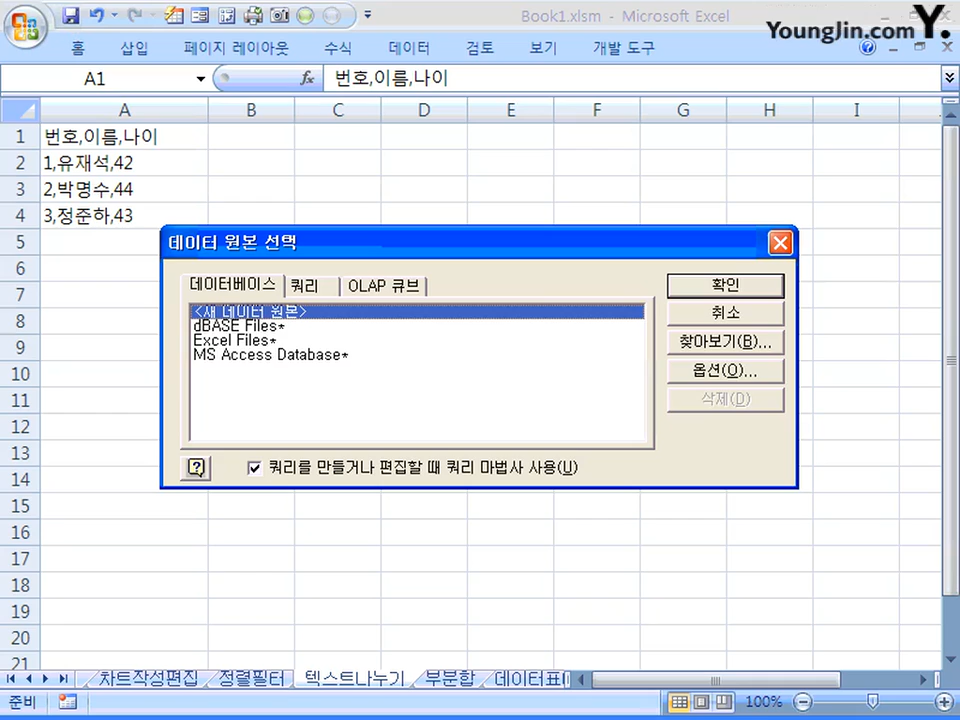 Book1.xlsm - Microsoft Excel
YoungJin.com Y.
홈 삽입 페이지 레이아웃 수식 데이터 검토 보기 개발 도구
A1 fx 번호,이름,나이
A B C D E F G H I
1 번호,이름,나이
2 1,유재석,42
3 2,박명수,44
4 3,정준하,43
5
6
7
8
9
10
11
12
13
14
15
16
17
18
19
20
21
데이터 원본 선택
데이터베이스 쿼리 OLAP 큐브
<새 데이터 원본>
dBASE Files*
Excel Files*
MS Access Database*
확인
취소
찾아보기(B)...
옵션(O)...
삭제(D)
쿼리를 만들거나 편집할 때 쿼리 마법사 사용(U)
차트작성편집 정렬필터 텍스트나누기 부분합 데이터표
준비 100%